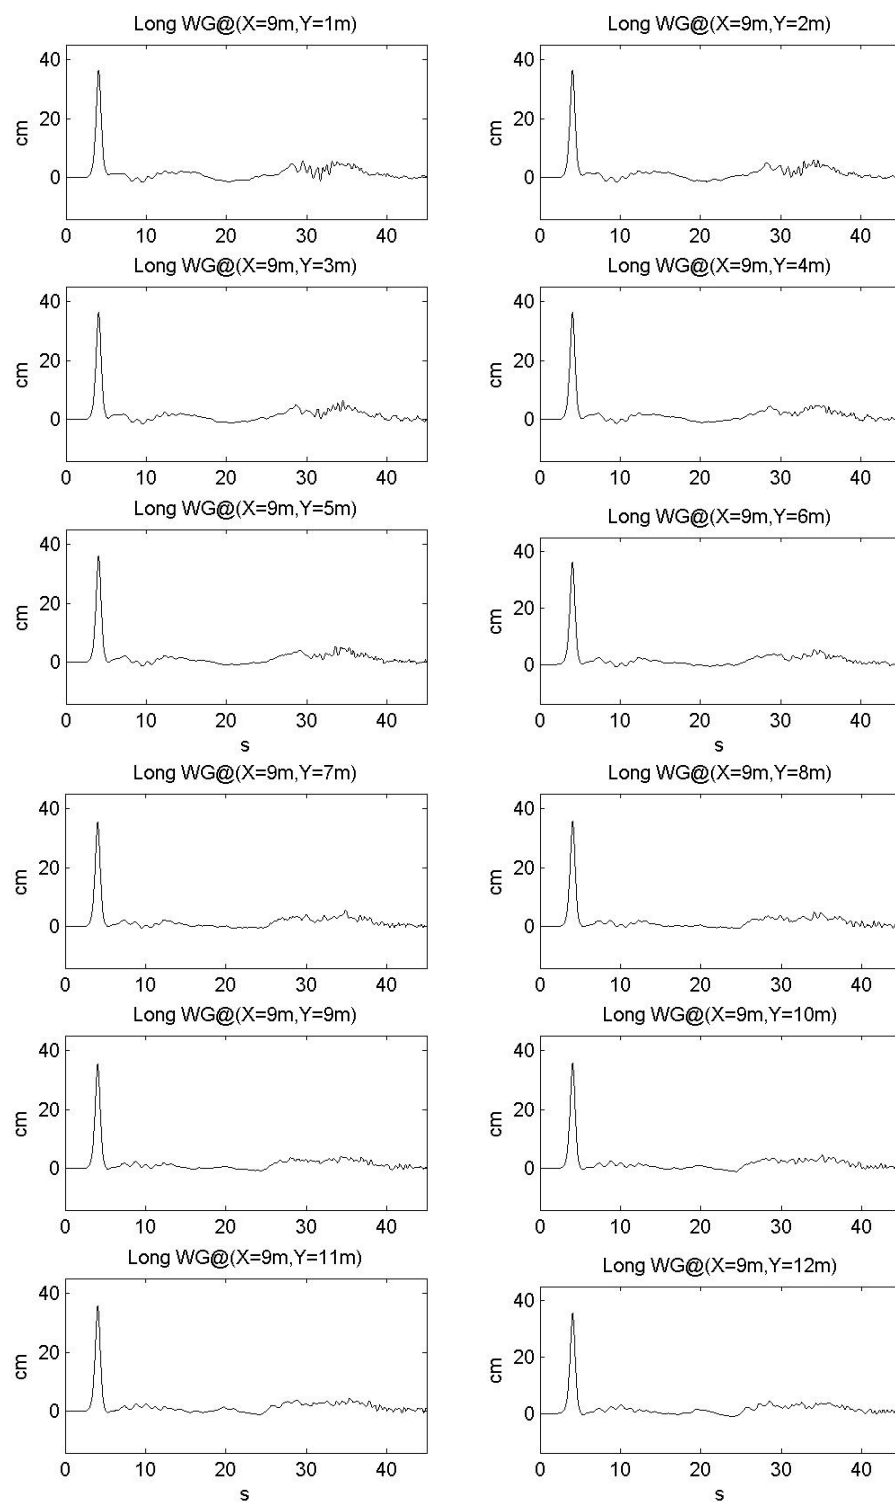 Long WG@(X=9m,Y=1m)
40
20
0
cm
0 10 20 30 40
Long WG@(X=9m,Y=2m)
40
20
0
cm
0 10 20 30 40
Long WG@(X=9m,Y=3m)
40
20
0
cm
0 10 20 30 40
Long WG@(X=9m,Y=4m)
40
20
0
cm
0 10 20 30 40
Long WG@(X=9m,Y=5m)
40
20
0
cm
0 10 20 30 40
s
Long WG@(X=9m,Y=6m)
40
20
0
cm
0 10 20 30 40
s
Long WG@(X=9m,Y=7m)
40
20
0
cm
0 10 20 30 40
Long WG@(X=9m,Y=8m)
40
20
0
cm
0 10 20 30 40
Long WG@(X=9m,Y=9m)
40
20
0
cm
0 10 20 30 40
Long WG@(X=9m,Y=10m)
40
20
0
cm
0 10 20 30 40
Long WG@(X=9m,Y=11m)
40
20
0
cm
0 10 20 30 40
s
Long WG@(X=9m,Y=12m)
40
20
0
cm
0 10 20 30 40
s